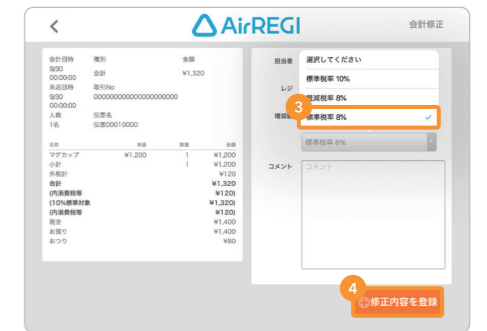 AirREGI
会計修正
会計日時 種別 金額
9/30 会計 ¥1,320
00:00:00
来店日時 取引No
9/30 00000000000000000000
00:00:00
人数 伝票名
1名 伝票00010000
名称 単価 数量 金額
マグカップ ¥1,200 1 ¥1,200
小計 1 ¥1,200
外税計 ¥120
合計 ¥1,320
(内消費税等 ¥120)
(10%標準対象 ¥1,320)
(内消費税等 ¥120)
現金 ¥1,400
お預り ¥1,400
おつり ¥80
担当者 選択してください
標準税率 10%
レジ
軽減税率 8%
3
標準税率 8%
標準税率 8%
コメント コメント
4
修正内容を登録